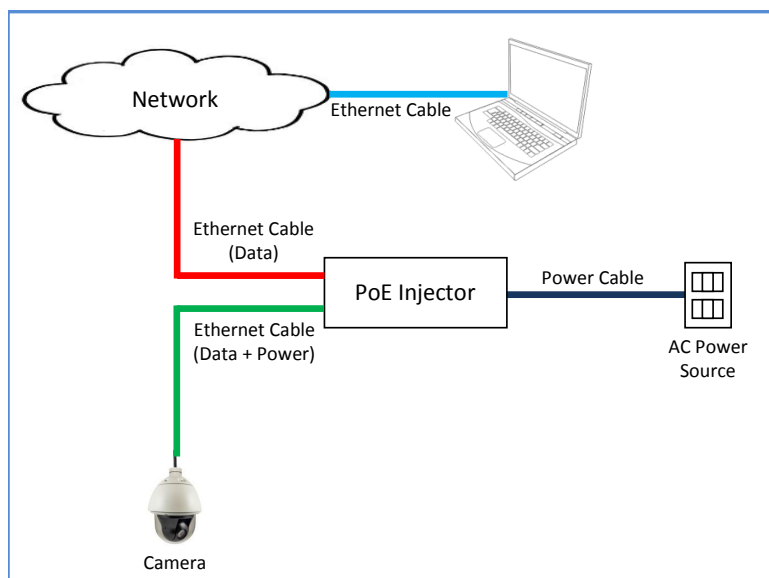 Network
Ethernet Cable
Ethernet Cable
(Data)
PoE Injector
Power Cable
Ethernet Cable
(Data + Power)
AC Power
Source
Camera